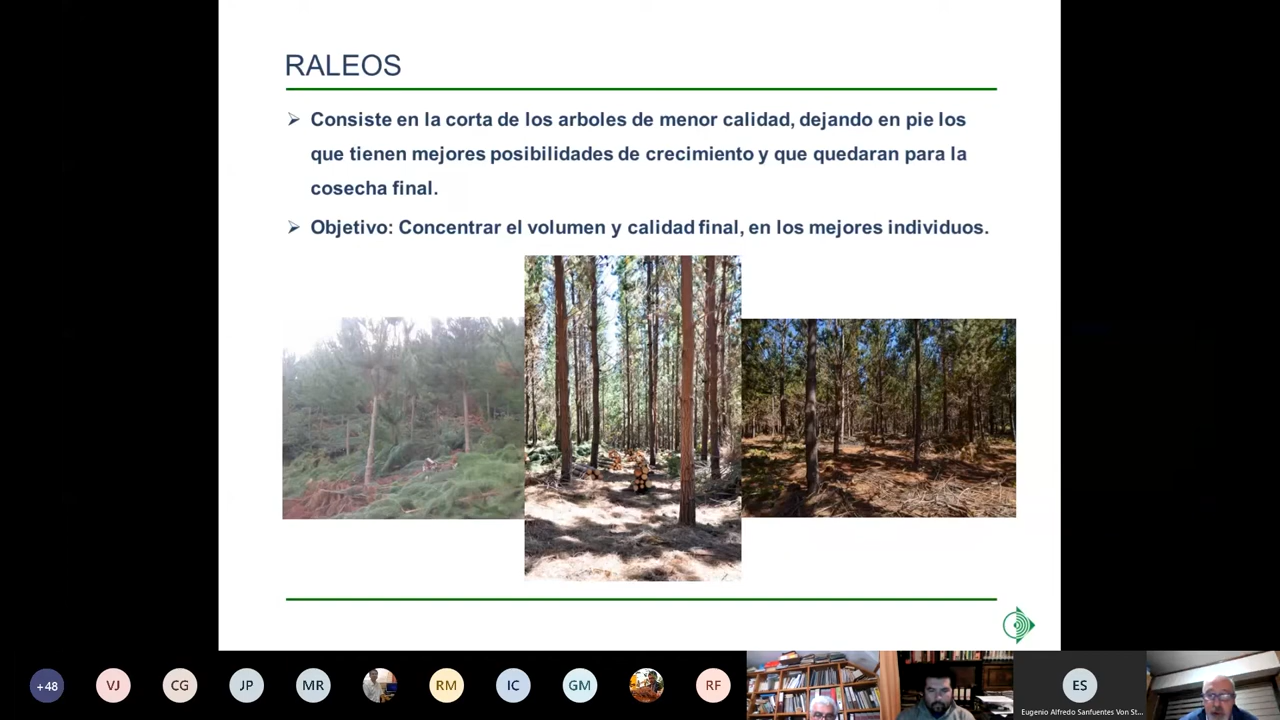 RALEOS
Consiste en la corta de los arboles de menor calidad, dejando en pie los
que tienen mejores posibilidades de crecimiento y que quedaran para la
cosecha final.
Objetivo: Concentrar el volumen y calidad final, en los mejores individuos.
+48
VJ
CG
JP
MR
RM
IC
GM
RF
ES
Eugenio Alfredo Sanfuentes Von St...